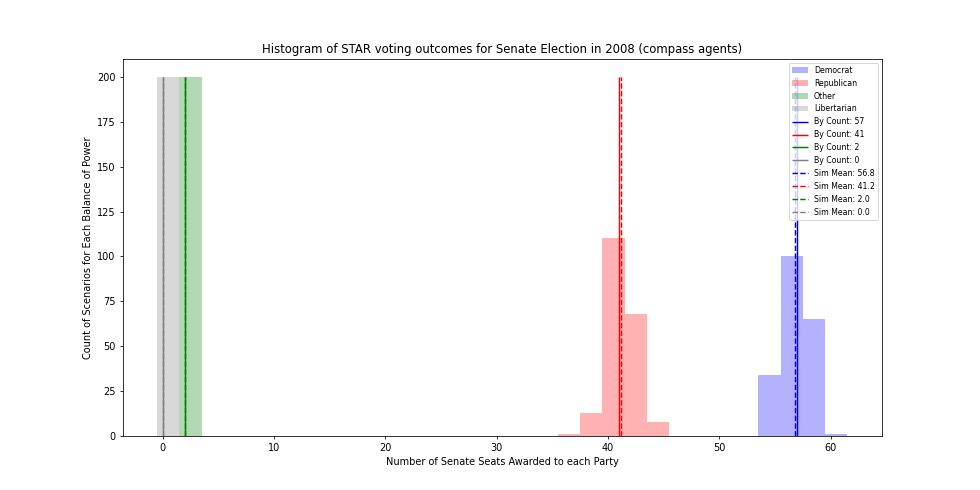 Histogram of STAR voting outcomes for Senate Election in 2008 (compass agents)
Count of Scenarios for Each Balance of Power
200
175
150
125
100
75
50
25
0
Democrat
Republican
Other
Libertarian
By Count: 57
By Count: 41
By Count: 2
By Count: 0
Sim Mean: 56.8
Sim Mean: 41.2
Sim Mean: 2.0
Sim Mean: 0.0
0 10 20 30 40 50 60
Number of Senate Seats Awarded to each Party